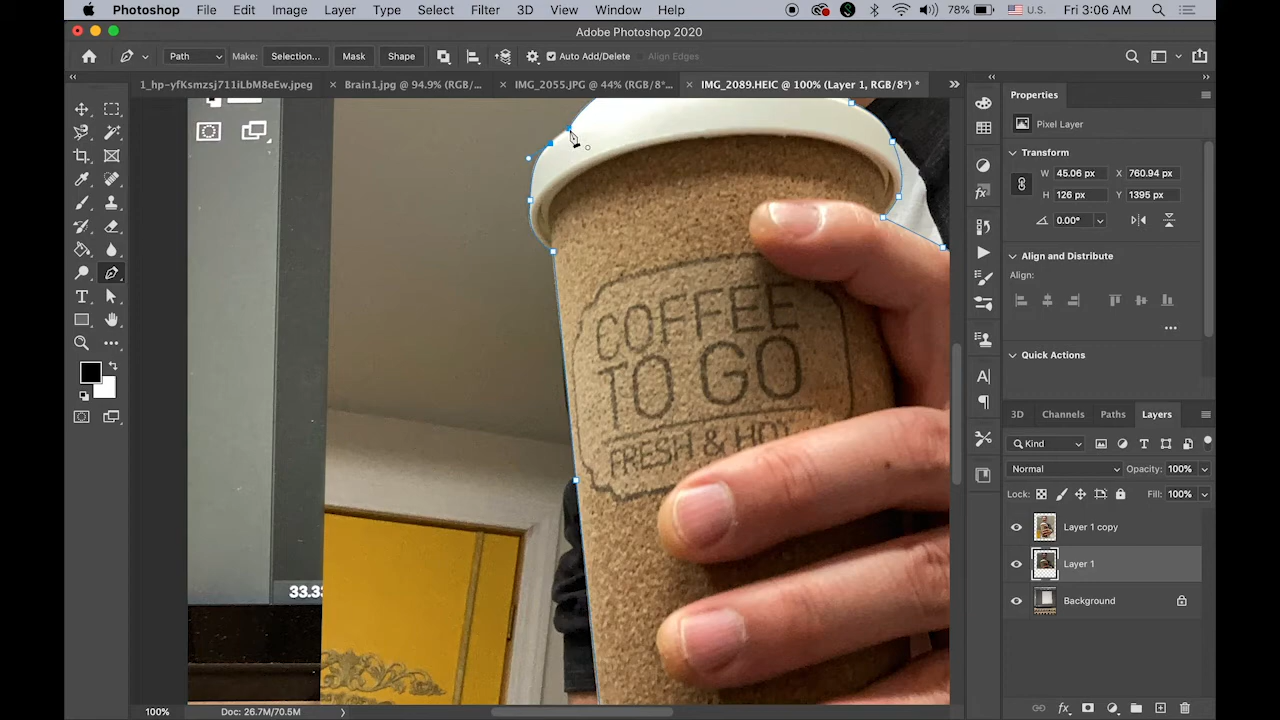 Photoshop File Edit Image Layer Type Select Filter 3D View Window Help 78% U.S. Fri 3:06 AM
Adobe Photoshop 2020
Path Make: Selection... Mask Shape Auto Add/Delete Align Edges
1_hp-yfKsmzsj711iLbM8eEw.jpeg Brain1.jpg @ 94.9% (RGB/... IMG_2055.JPG @ 44% (RGB/8*... IMG_2089.HEIC @ 100% (Layer 1, RGB/8*) *
Properties
Pixel Layer
Transform
W 45.06 px X 760.94 px
H 126 px Y 1395 px
0.00°
Align and Distribute
Align:
Quick Actions
3D Channels Paths Layers
Kind
Normal Opacity: 100%
Lock: Fill: 100%
Layer 1 copy
Layer 1
Background
COFFEE
TO GO
FRESH & HOT
33.33
100% Doc: 26.7M/70.5M